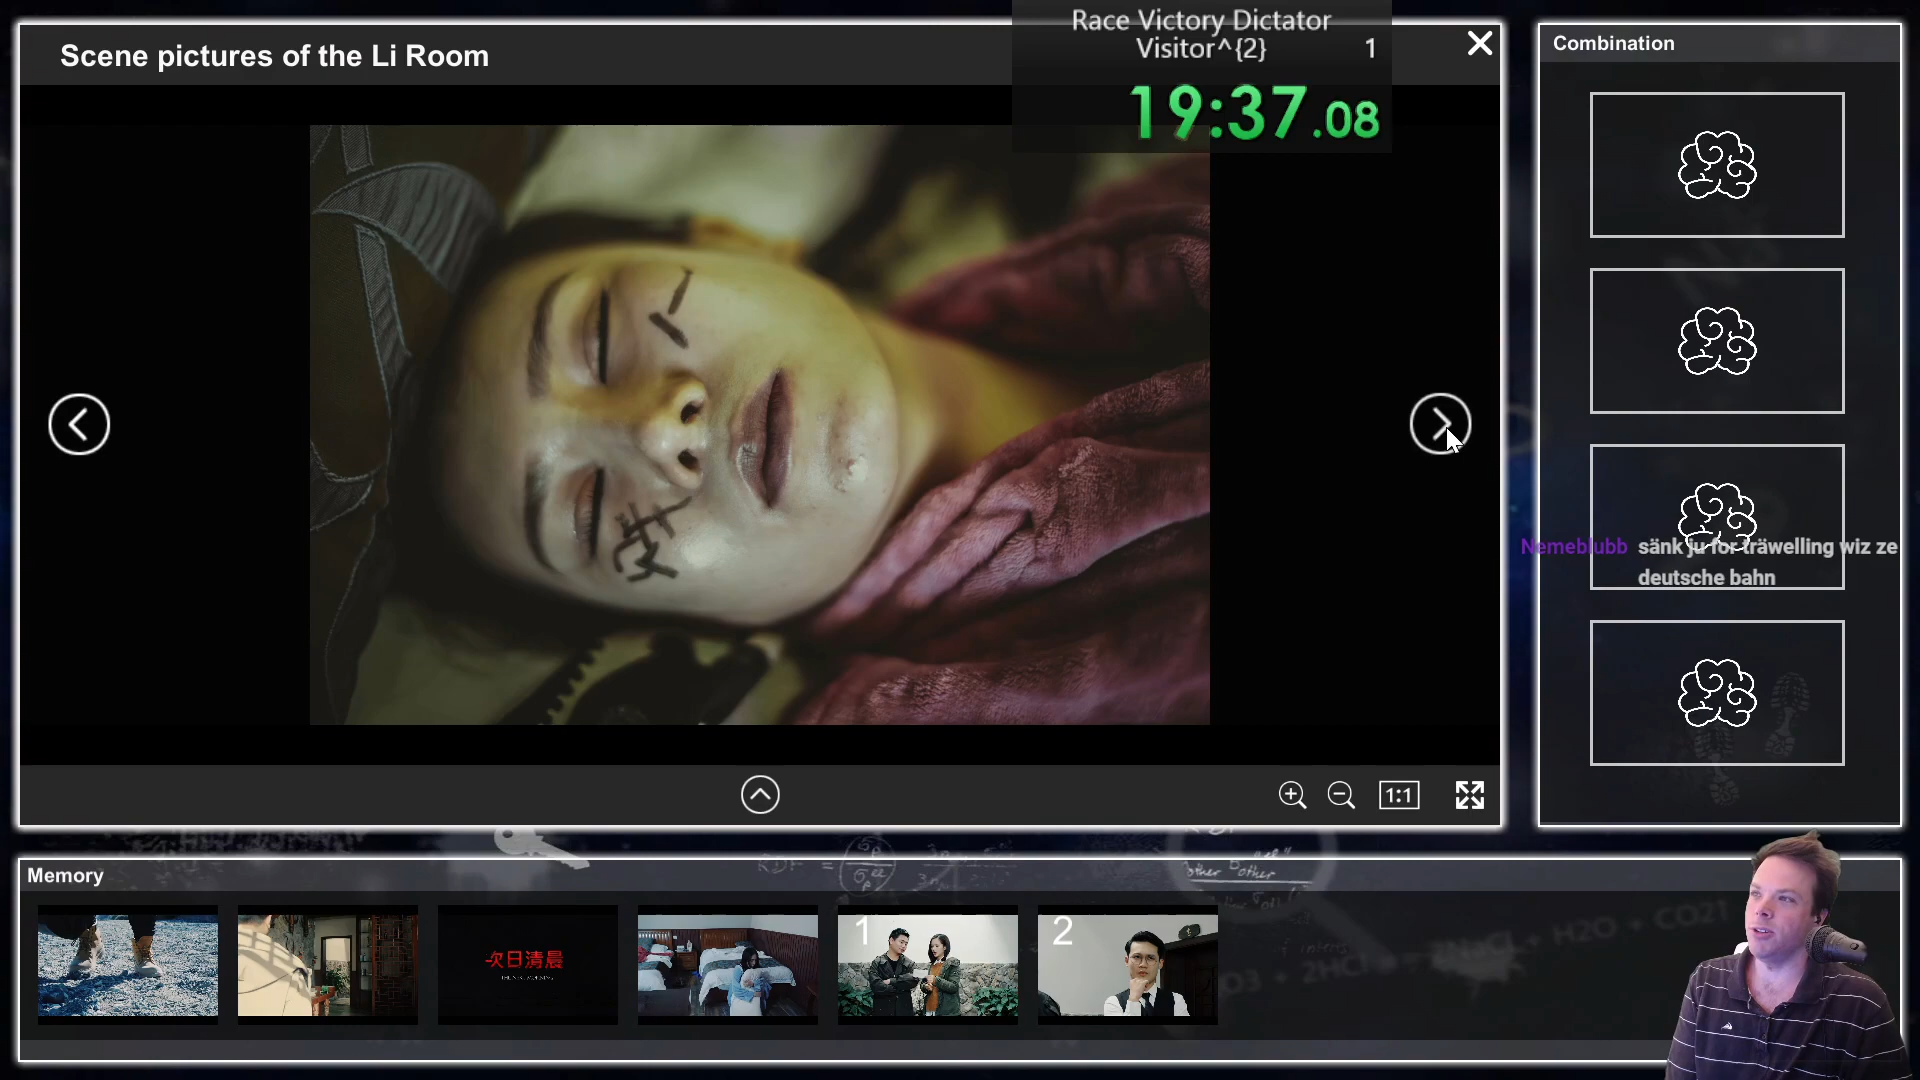 Scene pictures of the Li Room
Race Victory Dictator
Visitor^{2} 1
19:37.08
Combination
Nemeblubb sänk ju for träwelling wiz ze
deutsche bahn
1:1
Memory
次日清晨
1
2